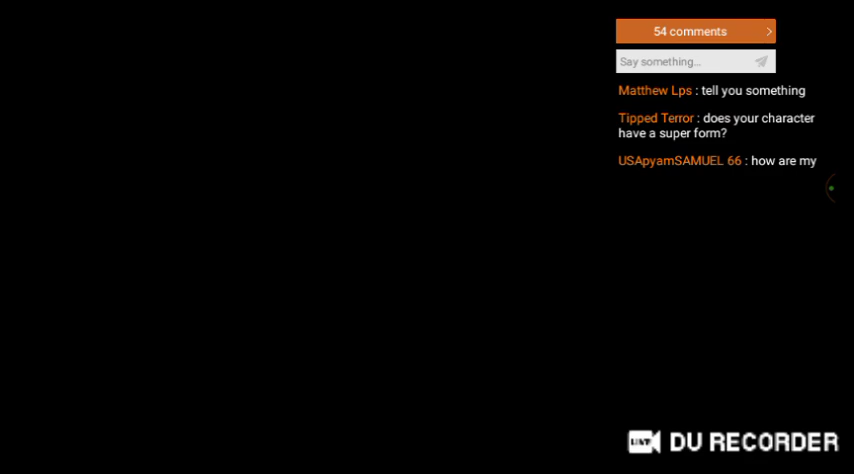 54 comments
Say something...
Matthew Lps : tell you something
Tipped Terror : does your character
have a super form?
USApyamSAMUEL 66 : how are my
DU RECORDER